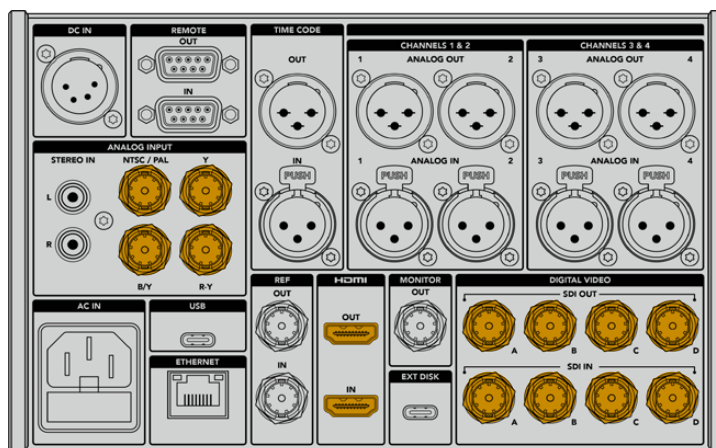 DC IN
REMOTE
OUT
IN
TIME CODE
OUT
IN
PUSH
CHANNELS 1 & 2
1 ANALOG OUT 2
1 ANALOG IN 2
PUSH PUSH
CHANNELS 3 & 4
3 ANALOG OUT 4
3 ANALOG IN 4
PUSH PUSH
ANALOG INPUT
STEREO IN NTSC / PAL Y
L
R
B/Y R-Y
AC IN
USB
ETHERNET
REF
OUT
IN
HDMI
OUT
IN
MONITOR
OUT
EXT DISK
DIGITAL VIDEO
SDI OUT
A B C D
SDI IN
A B C D